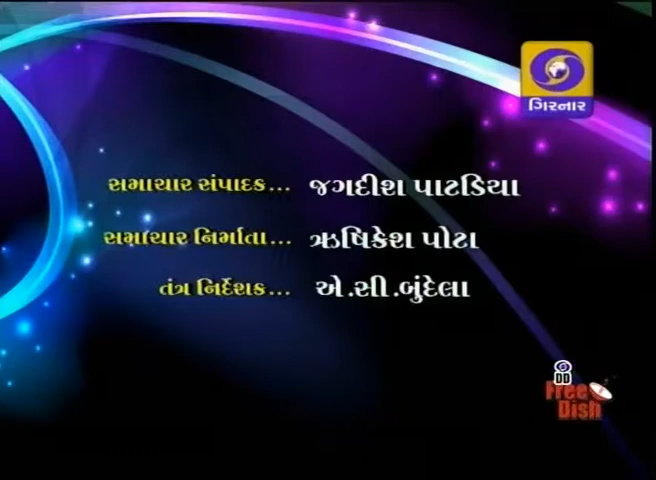 ગિરનાર
સમાચાર સંપાદક... જગદીશ પાટડિયા
સમાચાર નિર્માતા... ઋષિકેશ પોટા
તંત્ર નિર્દેશક... એ.સી.બુંદેલા
DD
Free
Dish